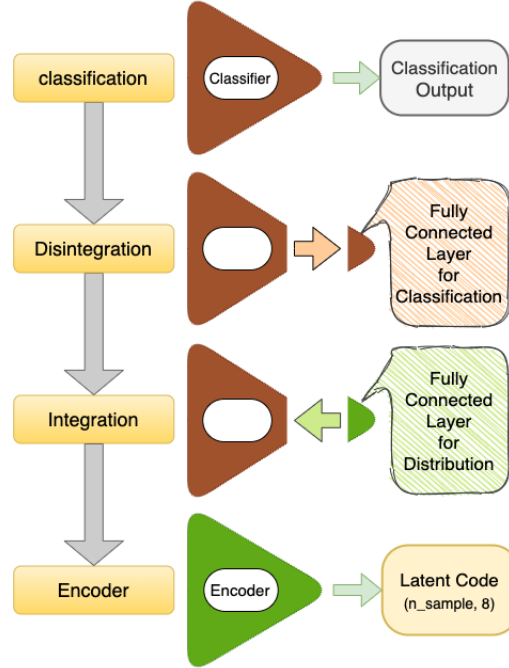 classification
Classifier
Classification
Output
Disintegration
Fully
Connected
Layer
for
Classification
Integration
Fully
Connected
Layer
for
Distribution
Encoder
Encoder
Latent Code
(n_sample, 8)